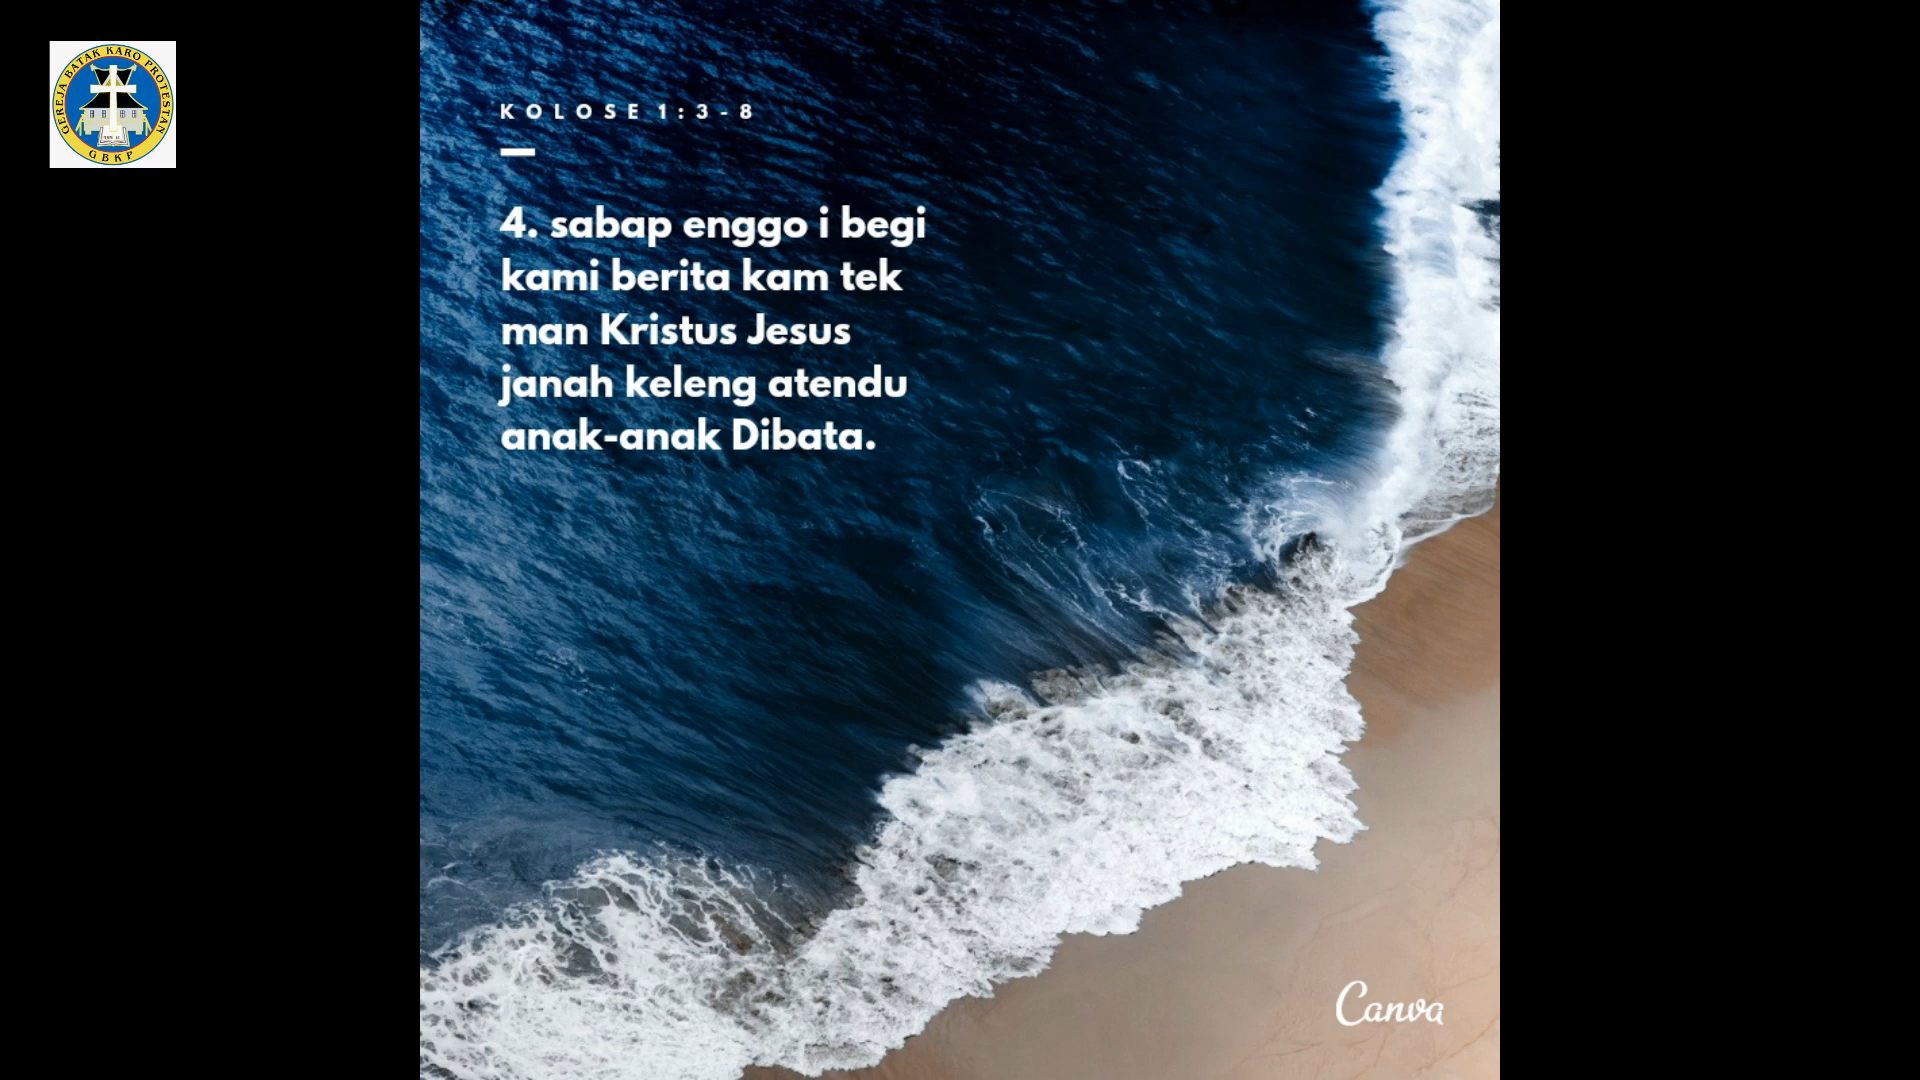 GEREJA BATAK KARO PROTESTAN
GBKP
KOLOSE 1:3-8
4. sabap enggo i begi
kami berita kam tek
man Kristus Jesus
janah keleng atendu
anak-anak Dibata.
Canva